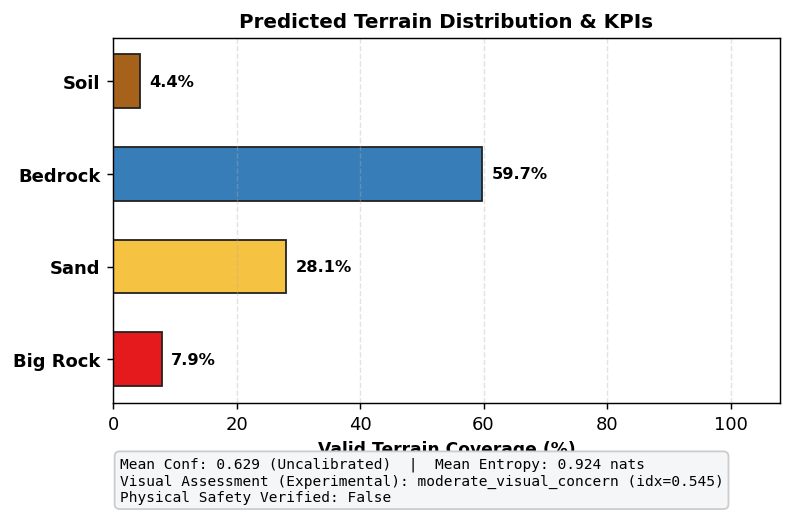 Predicted Terrain Distribution & KPIs
Soil
4.4%
Bedrock
59.7%
Sand
28.1%
Big Rock
7.9%
0 20 40 60 80 100
Valid Terrain Coverage (%)
Mean Conf: 0.629 (Uncalibrated) | Mean Entropy: 0.924 nats
Visual Assessment (Experimental): moderate_visual_concern (idx=0.545)
Physical Safety Verified: False